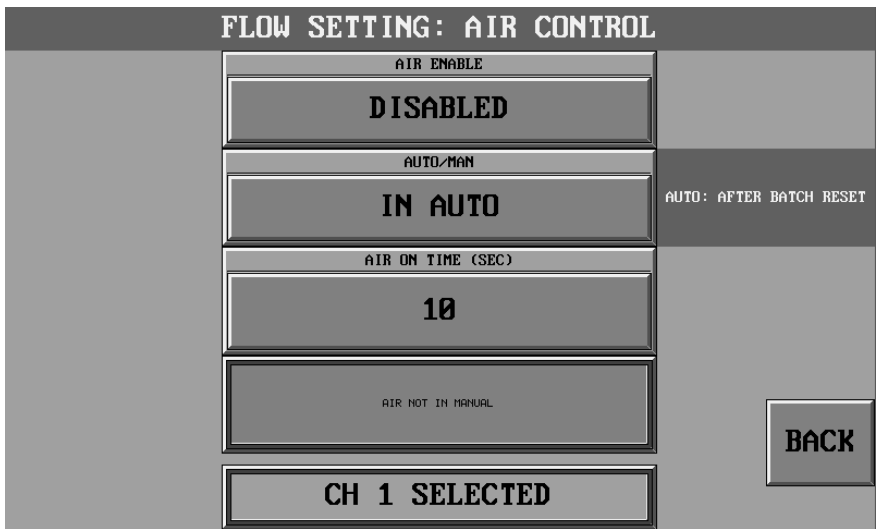 FLOW SETTING: AIR CONTROL
AIR ENABLE
DISABLED
AUTO/MAN
IN AUTO
AUTO: AFTER BATCH RESET
AIR ON TIME (SEC)
10
AIR NOT IN MANUAL
BACK
CH 1 SELECTED